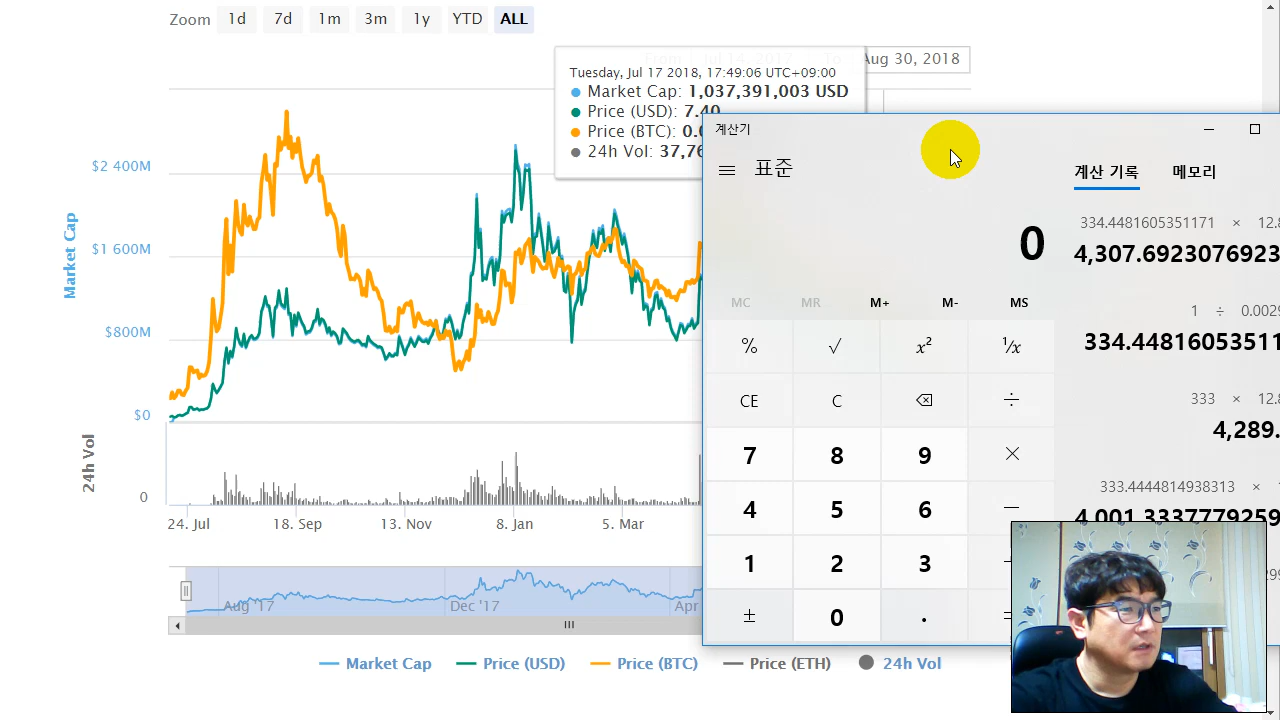 Zoom 1d 7d 1m 3m 1y YTD ALL
Aug 30, 2018
Tuesday, Jul 17 2018, 17:49:06 UTC+09:00
Market Cap: 1,037,391,003 USD
Price (USD): 7.40
Price (BTC): 0.0
24h Vol: 37,76
$2 400M
$1 600M
$800M
$0
Market Cap
24h Vol
0
24. Jul 18. Sep 13. Nov 8. Jan 5. Mar
Aug '17 Dec '17 Apr
Market Cap Price (USD) Price (BTC) Price (ETH) 24h Vol
계산기
표준
0
MC MR M+ M- MS
% √ x² ¹/x
CE C ÷
7 8 9 ×
4 5 6 −
1 2 3
± 0 .
계산 기록 메모리
334.4481605351171 × 12.8
4,307.6923076923
1 ÷ 0.0029
334.44816053511
333 × 12.8
4,289.
333.4444814938313 ×
4,001.3337779259